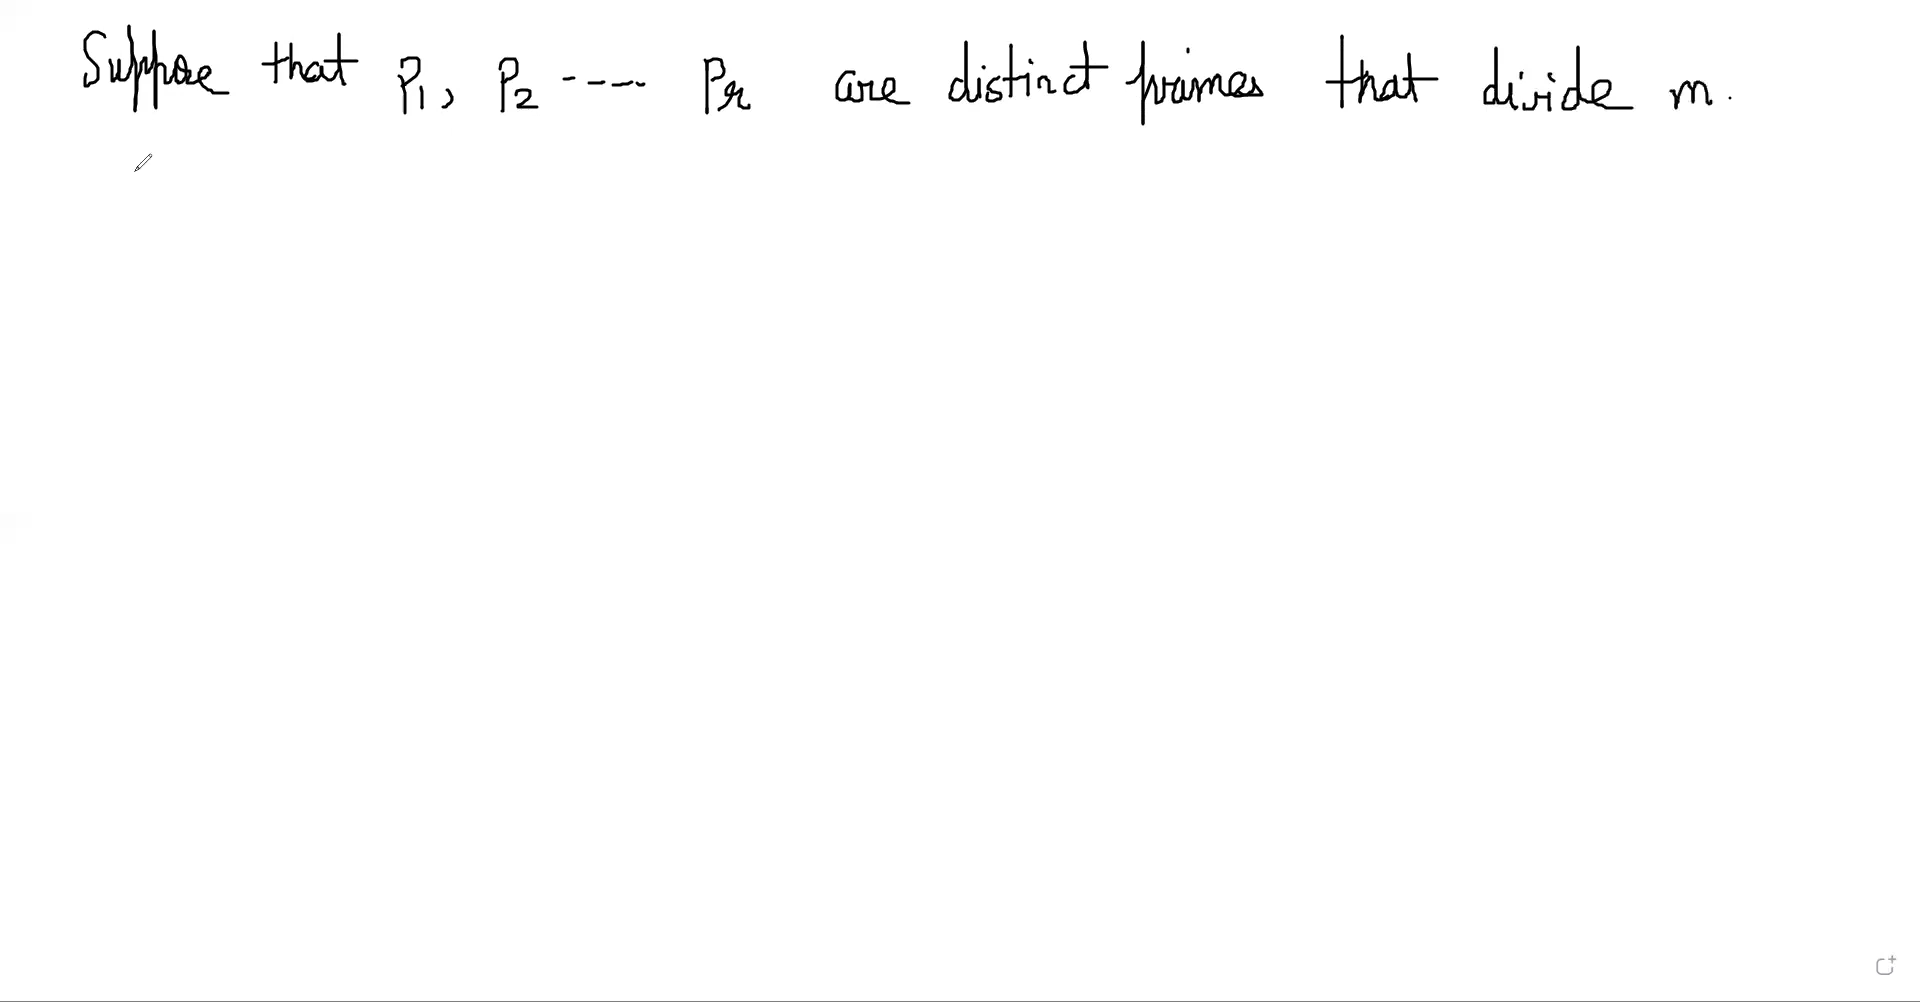 Suppose that P₁, P₂ ---- Pr are distinct primes that divide m.